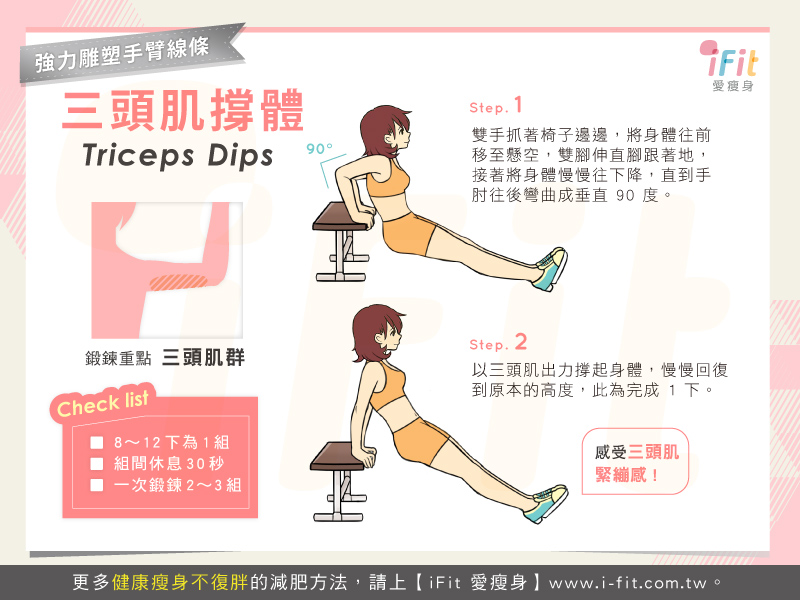 強力雕塑手臂線條
iFit
愛瘦身
三頭肌撐體
Triceps Dips
90°
Step. 1
雙手抓著椅子邊邊，將身體往前
移至懸空，雙腳伸直腳跟著地，
接著將身體慢慢往下降，直到手
肘往後彎曲成垂直 90 度。
鍛鍊重點 三頭肌群
Step. 2
以三頭肌出力撐起身體，慢慢回復
到原本的高度，此為完成 1 下。
感受三頭肌
緊繃感！
Check list
8～12下為1組
組間休息30秒
一次鍛鍊2～3組
更多健康瘦身不復胖的減肥方法，請上【iFit 愛瘦身】www.i-fit.com.tw。